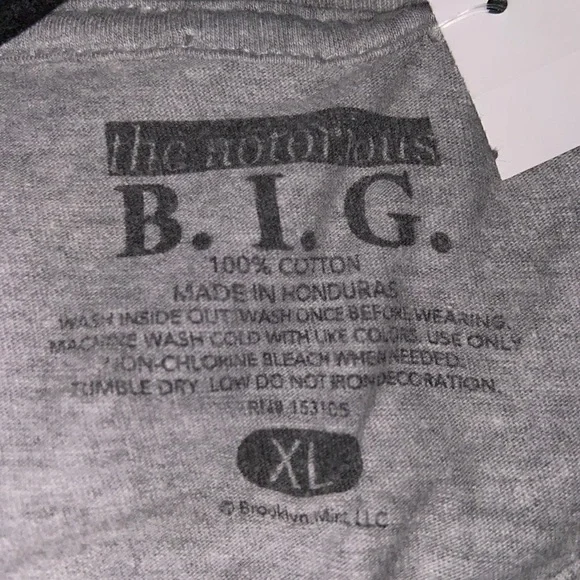 the notorious
B. I. G.
100% COTTON
MADE IN HONDURAS
WASH INSIDE OUT. WASH ONCE BEFORE WEARING.
MACHINE WASH COLD WITH LIKE COLORS. USE ONLY
NON-CHLORINE BLEACH WHEN NEEDED.
TUMBLE DRY LOW DO NOT IRON DECORATION.
RN# 153105
XL
© Brooklyn Mint, LLC